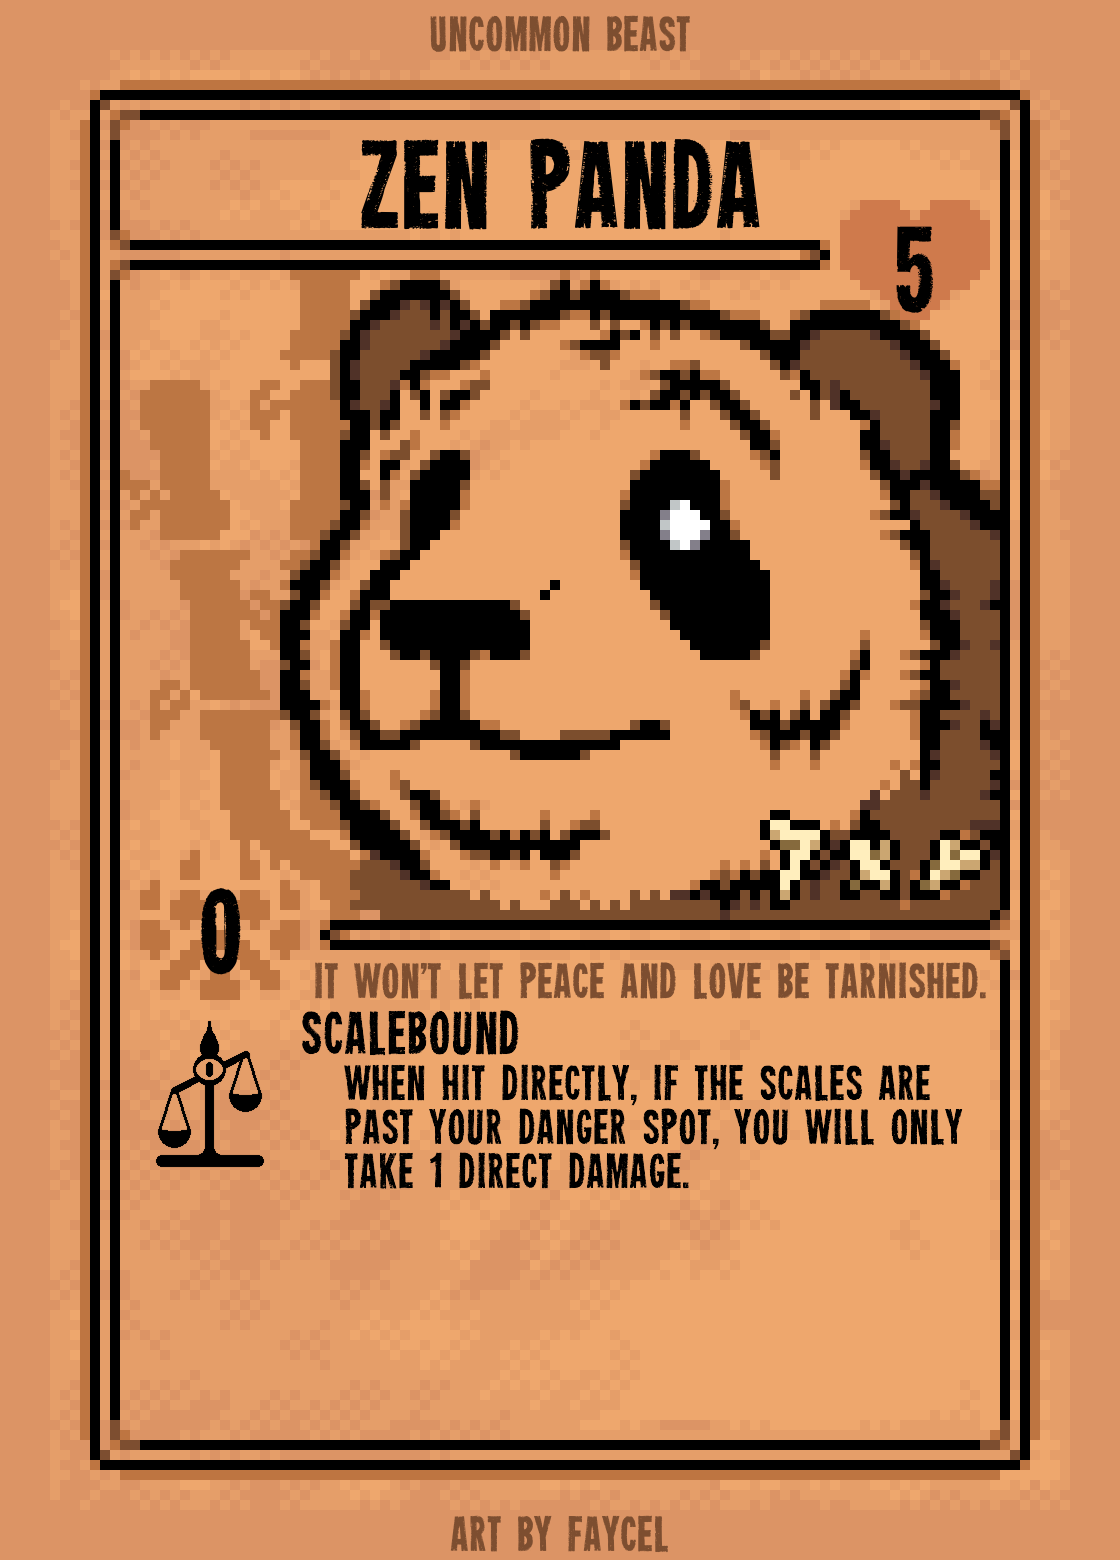 UNCOMMON BEAST
ZEN PANDA
5
0
IT WON'T LET PEACE AND LOVE BE TARNISHED.
SCALEBOUND
WHEN HIT DIRECTLY, IF THE SCALES ARE
PAST YOUR DANGER SPOT, YOU WILL ONLY
TAKE 1 DIRECT DAMAGE.
ART BY FAYCEL